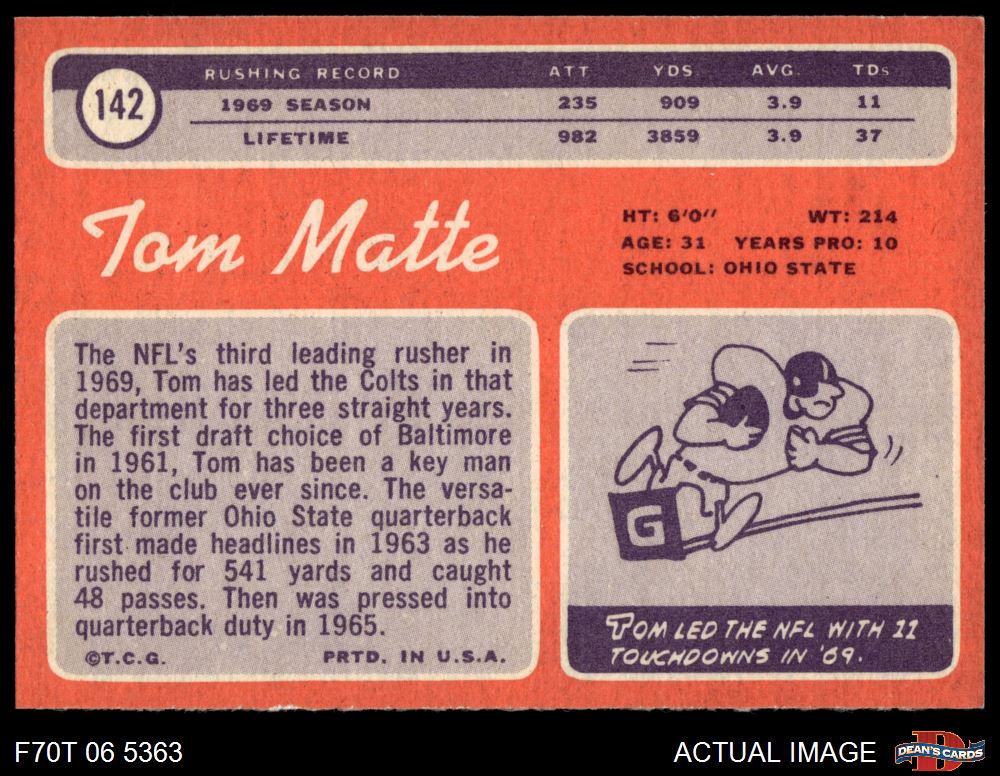 142
RUSHING RECORD ATT YDS AVG. TDs
1969 SEASON 235 909 3.9 11
LIFETIME 982 3859 3.9 37
Tom Matte
HT: 6'0" WT: 214
AGE: 31 YEARS PRO: 10
SCHOOL: OHIO STATE
The NFL's third leading rusher in
1969, Tom has led the Colts in that
department for three straight years.
The first draft choice of Baltimore
in 1961, Tom has been a key man
on the club ever since. The versa-
tile former Ohio State quarterback
first made headlines in 1963 as he
rushed for 541 yards and caught
48 passes. Then was pressed into
quarterback duty in 1965.
©T.C.G. PRTD. IN U.S.A.
G
TOM LED THE NFL WITH 11
TOUCHDOWNS IN '69.
F70T 06 5363
ACTUAL IMAGE
D
DEAN'S CARDS